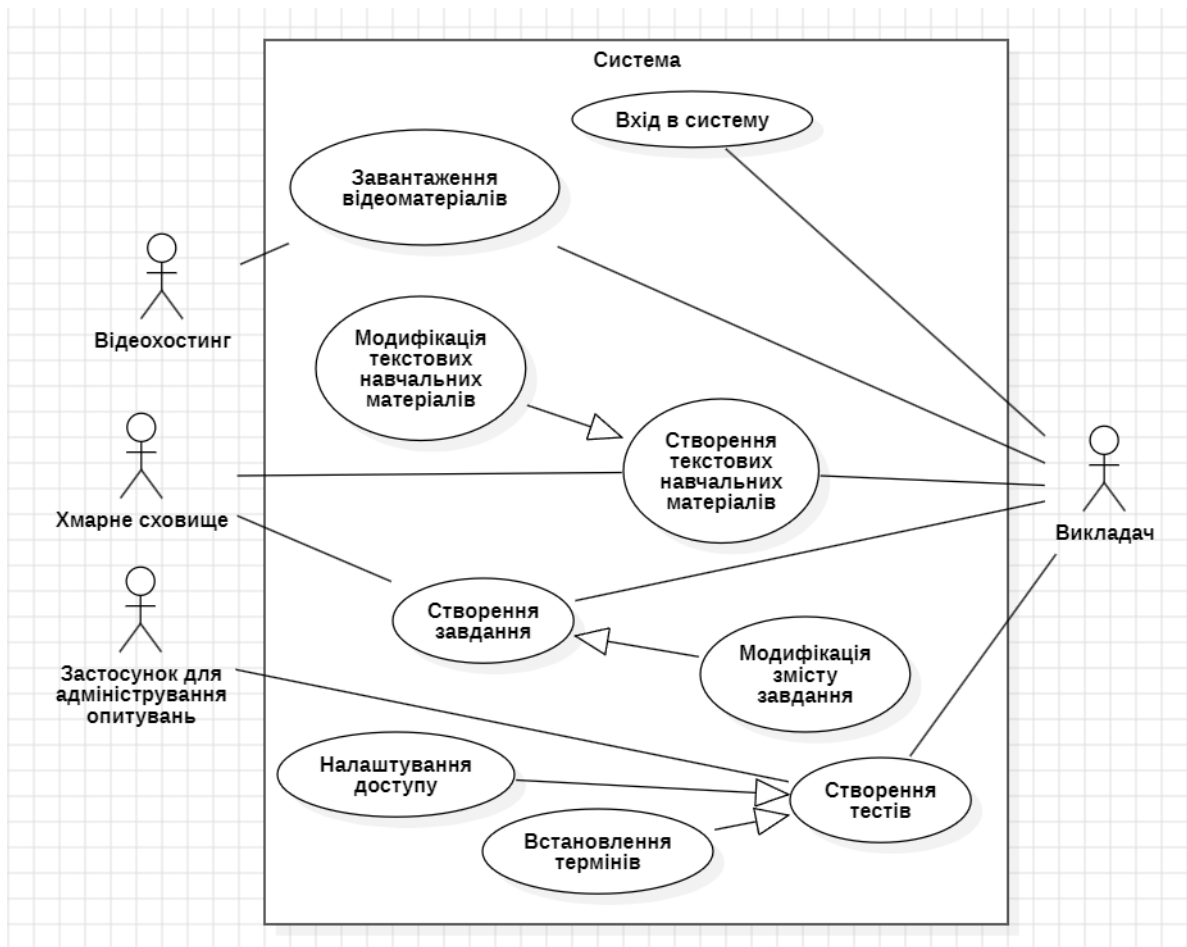 Система
Вхід в систему
Завантаження
відеоматеріалів
Відеохостинг
Модифікація
текстових
навчальних
матеріалів
Створення
текстових
навчальних
матеріалів
Хмарне сховище
Викладач
Створення
завдання
Модифікація
змісту
завдання
Застосунок для
адміністрування
опитувань
Налаштування
доступу
Створення
тестів
Встановлення
термінів